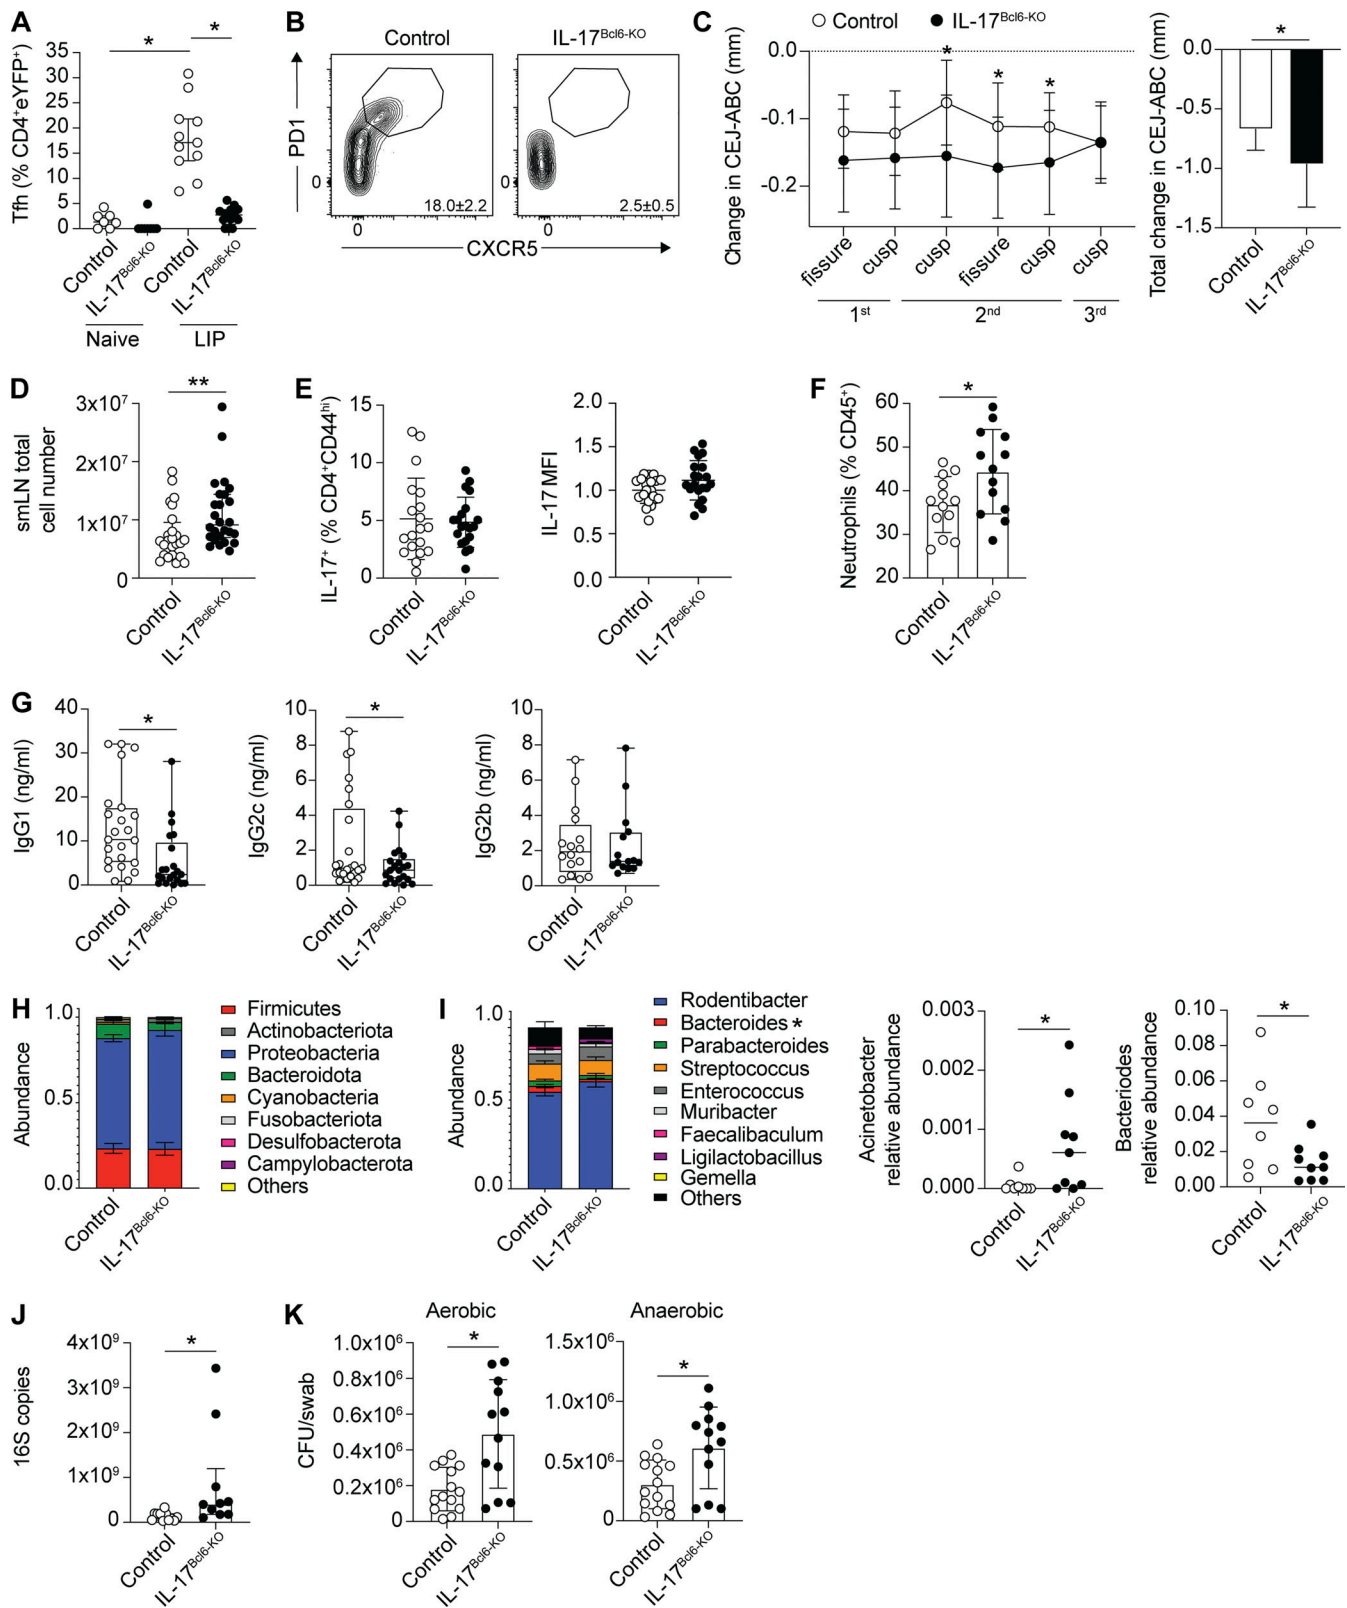 A
Tfh (% CD4⁺eYFP⁺)
35
30
25
20
15
10
5
0
*
*
Control
IL-17ᴮᶜˡ⁶⁻ᴷᴼ
Control
IL-17ᴮᶜˡ⁶⁻ᴷᴼ
Naive
LIP
B
Control
IL-17ᴮᶜˡ⁶⁻ᴷᴼ
PD1
0
0
18.0±2.2
0
0
2.5±0.5
CXCR5
C
Control
IL-17ᴮᶜˡ⁶⁻ᴷᴼ
Change in CEJ-ABC (mm)
0.0
-0.1
-0.2
*
*
*
fissure
cusp
cusp
fissure
cusp
cusp
1ˢᵗ
2ⁿᵈ
3ʳᵈ
Total change in CEJ-ABC (mm)
0.0
-0.5
-1.0
-1.5
*
Control
IL-17ᴮᶜˡ⁶⁻ᴷᴼ
D
smLN total
cell number
3x10⁷
2x10⁷
1x10⁷
0
**
Control
IL-17ᴮᶜˡ⁶⁻ᴷᴼ
E
IL-17⁺ (% CD4⁺CD44ʰⁱ)
15
10
5
0
Control
IL-17ᴮᶜˡ⁶⁻ᴷᴼ
IL-17 MFI
2.0
1.5
1.0
0.5
0.0
Control
IL-17ᴮᶜˡ⁶⁻ᴷᴼ
F
Neutrophils (% CD45⁺)
60
50
40
30
20
*
Control
IL-17ᴮᶜˡ⁶⁻ᴷᴼ
G
IgG1 (ng/ml)
40
30
20
10
0
*
Control
IL-17ᴮᶜˡ⁶⁻ᴷᴼ
IgG2c (ng/ml)
10
8
6
4
2
0
*
Control
IL-17ᴮᶜˡ⁶⁻ᴷᴼ
IgG2b (ng/ml)
10
8
6
4
2
0
Control
IL-17ᴮᶜˡ⁶⁻ᴷᴼ
H
Abundance
1.0
0.5
0.0
Control
IL-17ᴮᶜˡ⁶⁻ᴷᴼ
Firmicutes
Actinobacteriota
Proteobacteria
Bacteroidota
Cyanobacteria
Fusobacteriota
Desulfobacterota
Campylobacterota
Others
I
Abundance
1.0
0.5
0.0
Control
IL-17ᴮᶜˡ⁶⁻ᴷᴼ
Rodentibacter
Bacteroides *
Parabacteroides
Streptococcus
Enterococcus
Muribacter
Faecalibaculum
Ligilactobacillus
Gemella
Others
Acinetobacter
relative abundance
0.003
0.002
0.001
0.000
*
Control
IL-17ᴮᶜˡ⁶⁻ᴷᴼ
Bacteriodes
relative abundance
0.10
0.08
0.06
0.04
0.02
0.00
*
Control
IL-17ᴮᶜˡ⁶⁻ᴷᴼ
J
16S copies
4x10⁹
3x10⁹
2x10⁹
1x10⁹
0
*
Control
IL-17ᴮᶜˡ⁶⁻ᴷᴼ
K
Aerobic
CFU/swab
1.0x10⁶
0.8x10⁶
0.6x10⁶
0.4x10⁶
0.2x10⁶
0
*
Control
IL-17ᴮᶜˡ⁶⁻ᴷᴼ
Anaerobic
1.5x10⁶
1.0x10⁶
0.5x10⁶
0
*
Control
IL-17ᴮᶜˡ⁶⁻ᴷᴼ